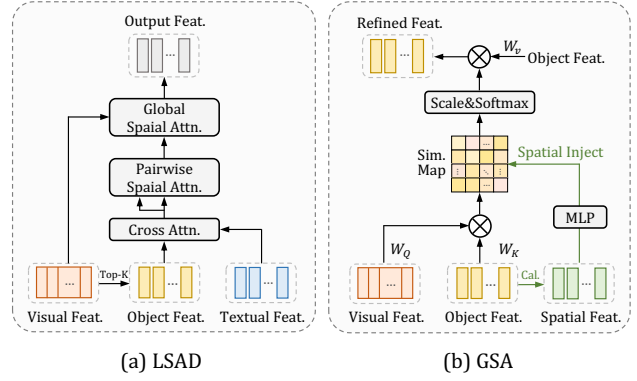 Output Feat.
...
Global
Spaial Attn.
Pairwise
Spaial Attn.
Cross Attn.
Top-K
... ... ...
Visual Feat. Object Feat. Textual Feat.
(a) LSAD
Refined Feat.
...
W_v
Object Feat.
Scale&Softmax
Sim.
Map
Spatial Inject
MLP
W_Q
W_K
Cal.
... ... ...
Visual Feat. Object Feat. Spatial Feat.
(b) GSA